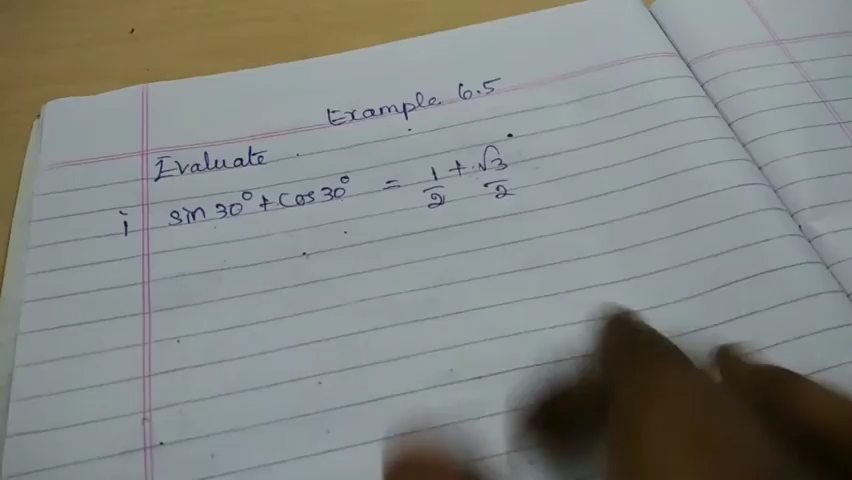 Example 6.5
Evaluate
i sin 30° + cos 30° = 1/2 + √3/2